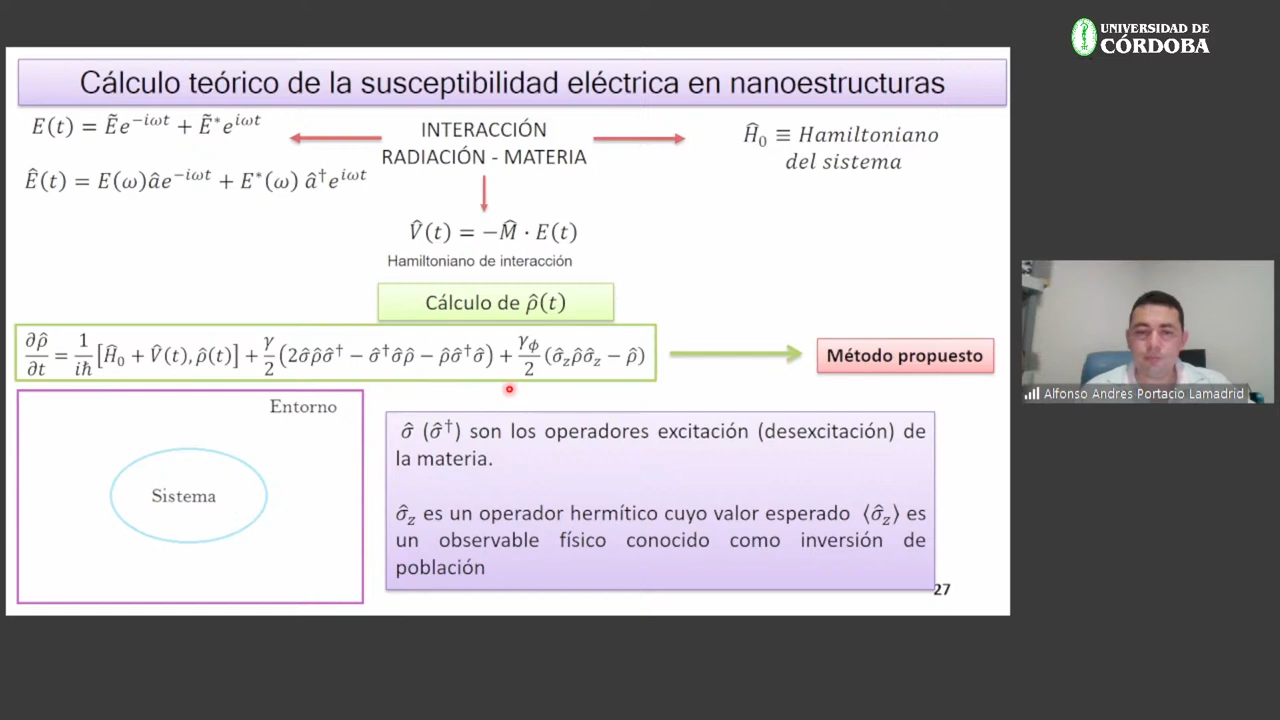 UNIVERSIDAD DE
CÓRDOBA
Cálculo teórico de la susceptibilidad eléctrica en nanoestructuras
E(t) = Ẽe^{-iωt} + Ẽ*e^{iωt}
Ê(t) = E(ω)âe^{-iωt} + E*(ω) â†e^{iωt}
INTERACCIÓN
RADIACIÓN - MATERIA
Ĥ₀ ≡ Hamiltoniano
del sistema
V̂(t) = −M̂ · E(t)
Hamiltoniano de interacción
Cálculo de ρ̂(t)
∂ρ̂/∂t = 1/iħ [Ĥ₀ + V̂(t), ρ̂(t)] + γ/2 (2σ̂ρ̂σ̂† − σ̂†σ̂ρ̂ − ρ̂σ̂†σ̂) + γ_ϕ/2 (σ̂_zρ̂σ̂_z − ρ̂)
Método propuesto
Entorno
Sistema
σ̂ (σ̂†) son los operadores excitación (desexcitación) de
la materia.
σ̂_z es un operador hermítico cuyo valor esperado ⟨σ̂_z⟩ es
un observable físico conocido como inversión de
población
27
Alfonso Andres Portacio Lamadrid